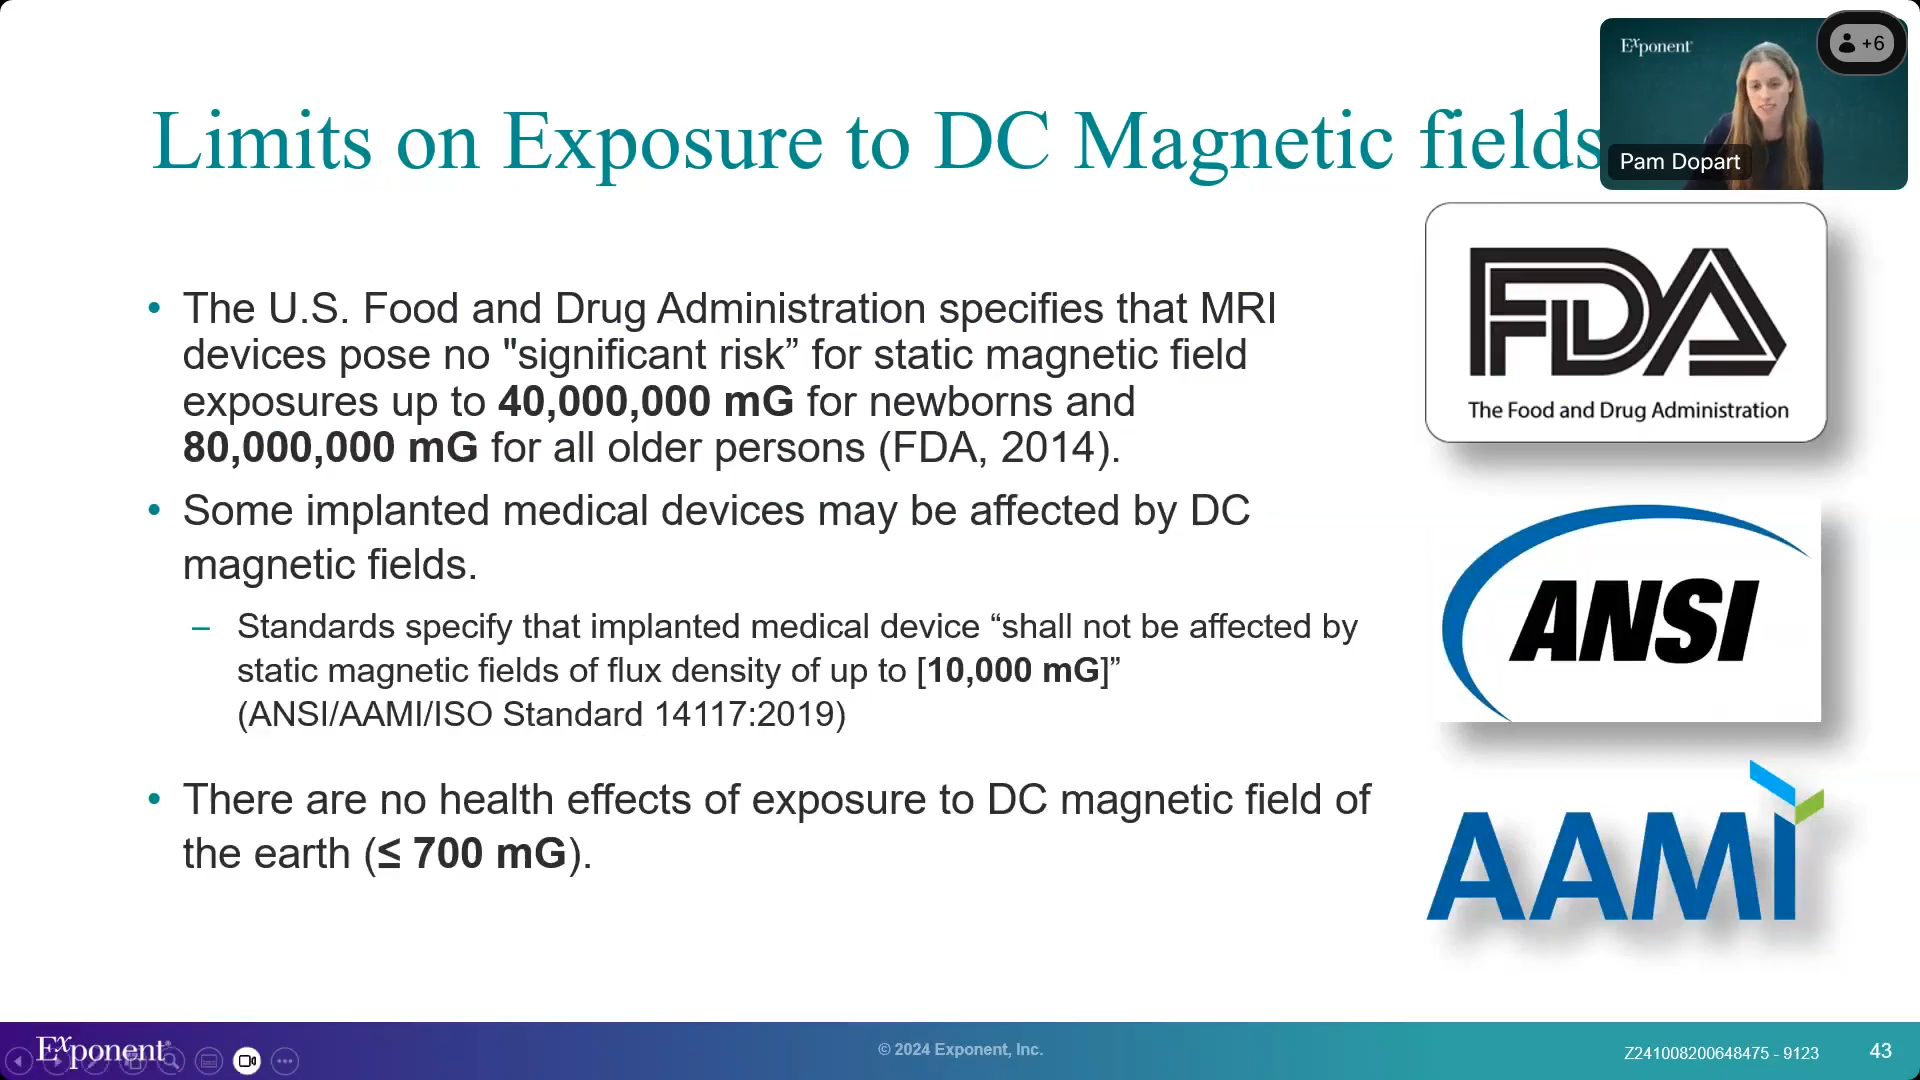 Exponent
+6
Pam Dopart
Limits on Exposure to DC Magnetic fields
• The U.S. Food and Drug Administration specifies that MRI
devices pose no "significant risk” for static magnetic field
exposures up to 40,000,000 mG for newborns and
80,000,000 mG for all older persons (FDA, 2014).
• Some implanted medical devices may be affected by DC
magnetic fields.
– Standards specify that implanted medical device “shall not be affected by
static magnetic fields of flux density of up to [10,000 mG]”
(ANSI/AAMI/ISO Standard 14117:2019)
• There are no health effects of exposure to DC magnetic field of
the earth (≤ 700 mG).
FDA
The Food and Drug Administration
ANSI
AAMI
Exponent
© 2024 Exponent, Inc.
Z241008200648475 - 9123
43